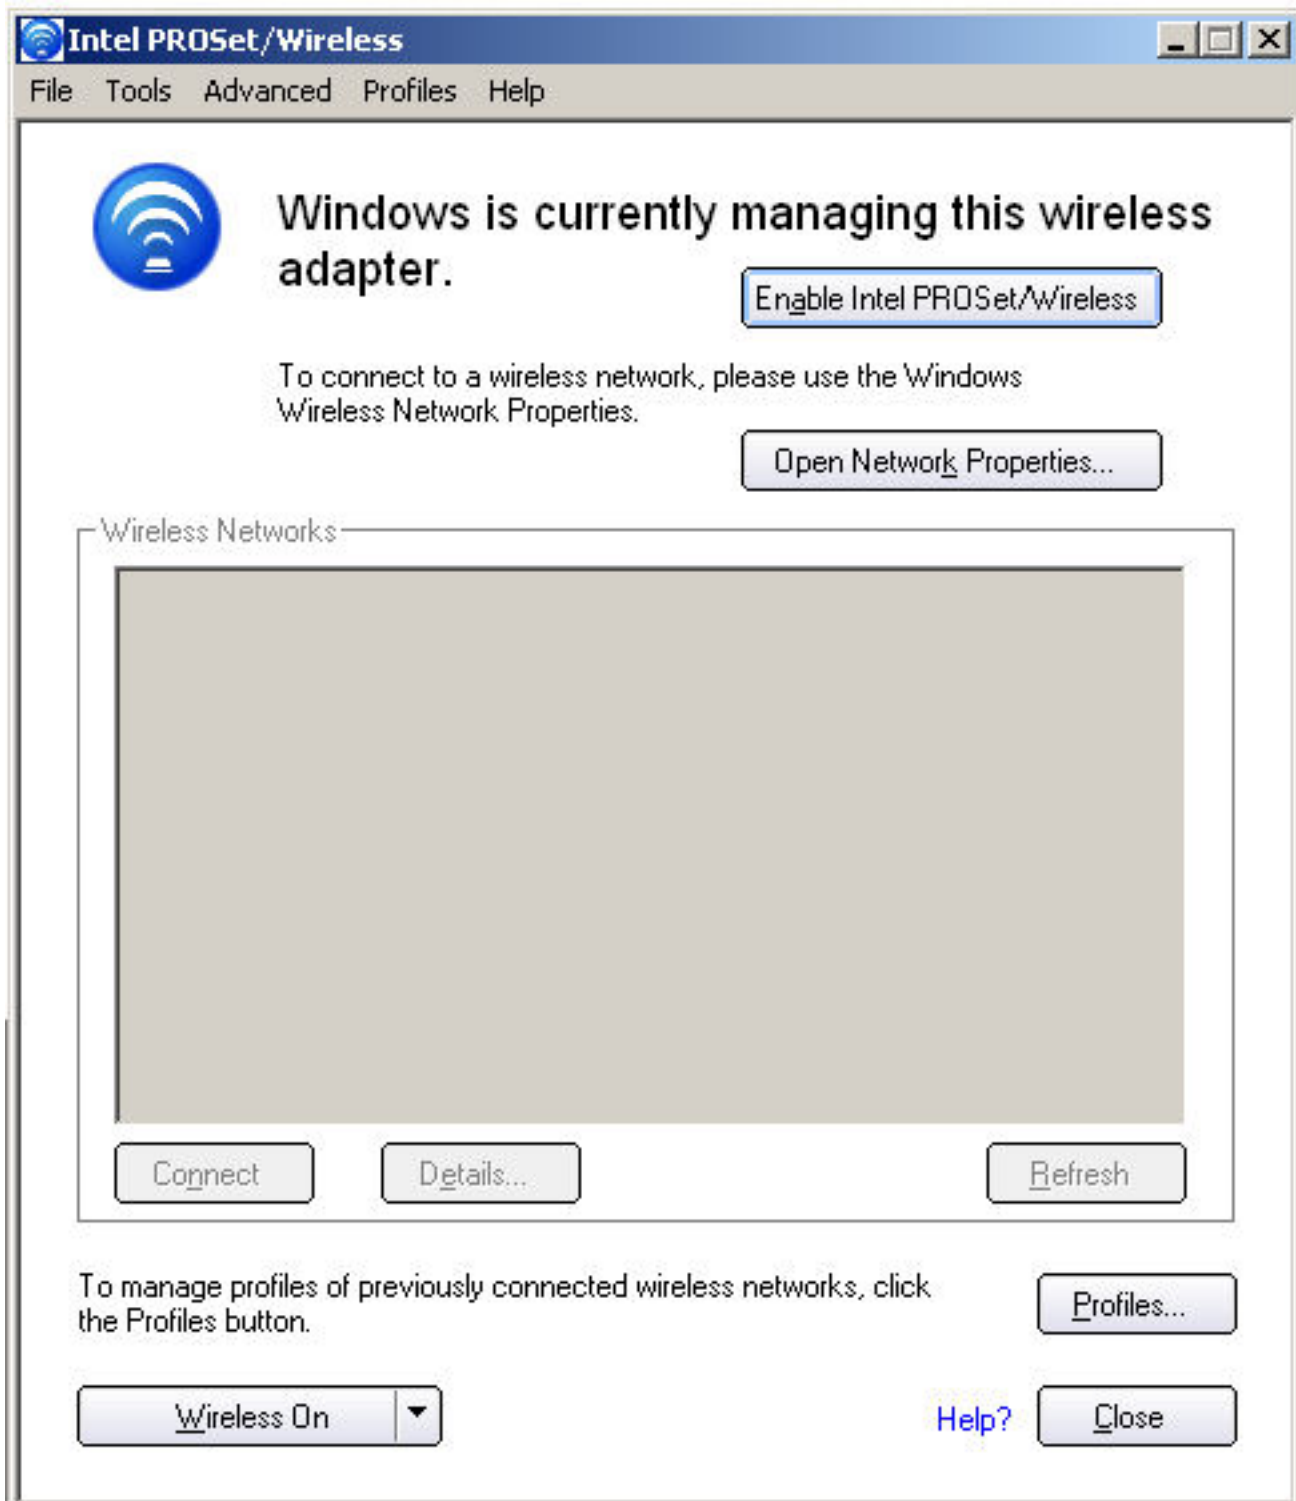 Intel PROSet/Wireless
File Tools Advanced Profiles Help
Windows is currently managing this wireless
adapter.
Enable Intel PROSet/Wireless
To connect to a wireless network, please use the Windows
Wireless Network Properties.
Open Network Properties...
Wireless Networks
Connect Details... Refresh
To manage profiles of previously connected wireless networks, click
the Profiles button.
Profiles...
Wireless On Help? Close